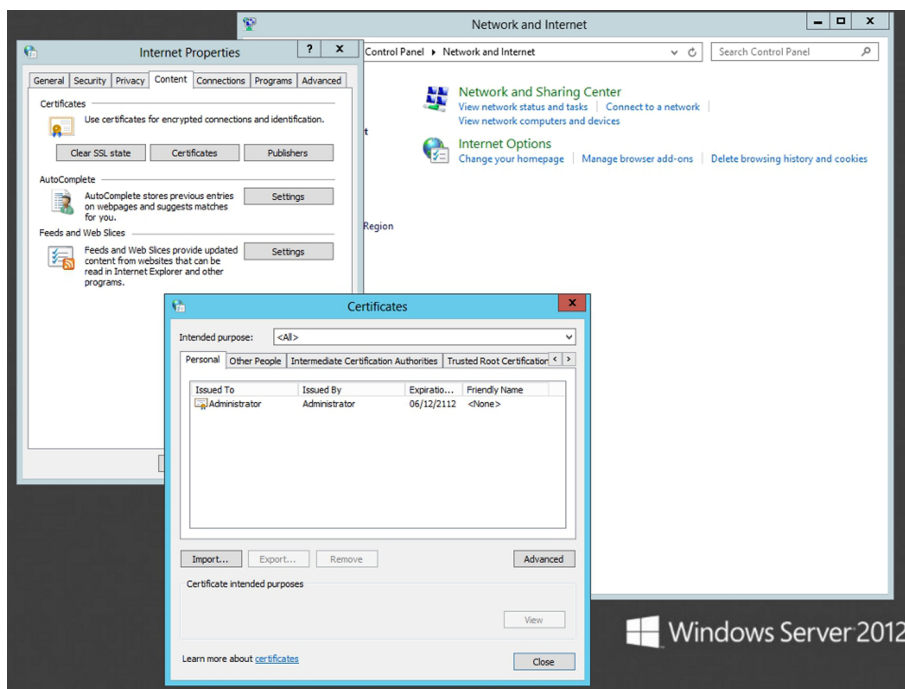 Network and Internet
Internet Properties
Control Panel Network and Internet
Search Control Panel
General Security Privacy Content Connections Programs Advanced
Certificates
Use certificates for encrypted connections and identification.
Clear SSL state Certificates Publishers
AutoComplete
AutoComplete stores previous entries
on webpages and suggests matches
for you.
Settings
Feeds and Web Slices
Feeds and Web Slices provide updated
content from websites that can be
read in Internet Explorer and other
programs.
Settings
Network and Sharing Center
View network status and tasks Connect to a network
View network computers and devices
t
Internet Options
Change your homepage Manage browser add-ons Delete browsing history and cookies
Region
Certificates
Intended purpose: <All>
Personal Other People Intermediate Certification Authorities Trusted Root Certification
Issued To Issued By Expiratio... Friendly Name
Administrator Administrator 06/12/2112 <None>
Import... Export... Remove Advanced
Certificate intended purposes
View
Learn more about certificates
Close
Windows Server 2012